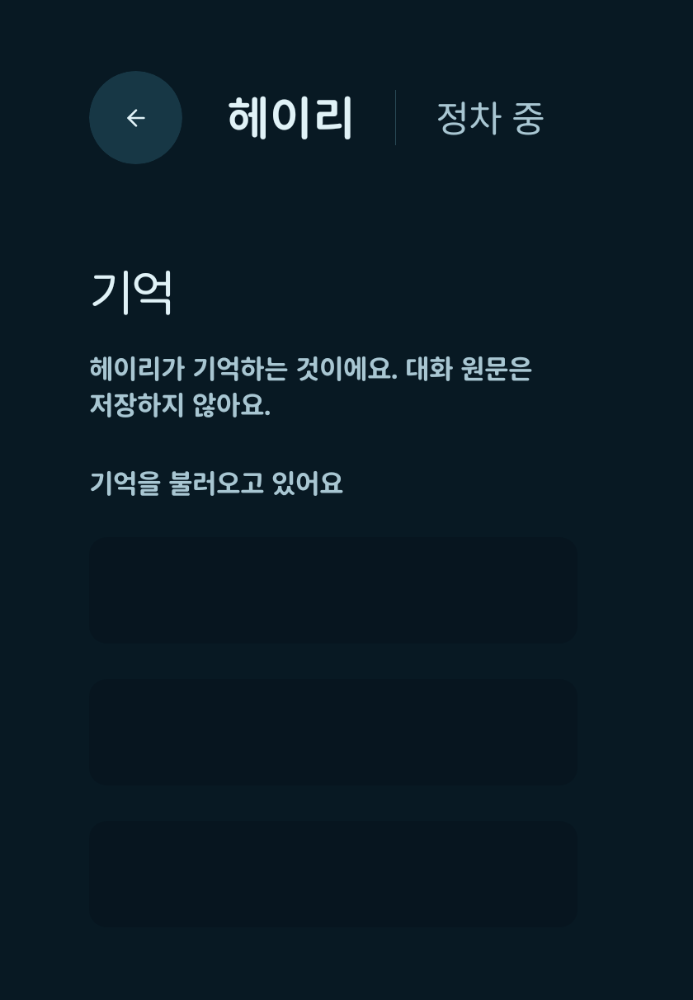 헤이리
정차 중
기억
헤이리가 기억하는 것이에요. 대화 원문은
저장하지 않아요.
기억을 불러오고 있어요